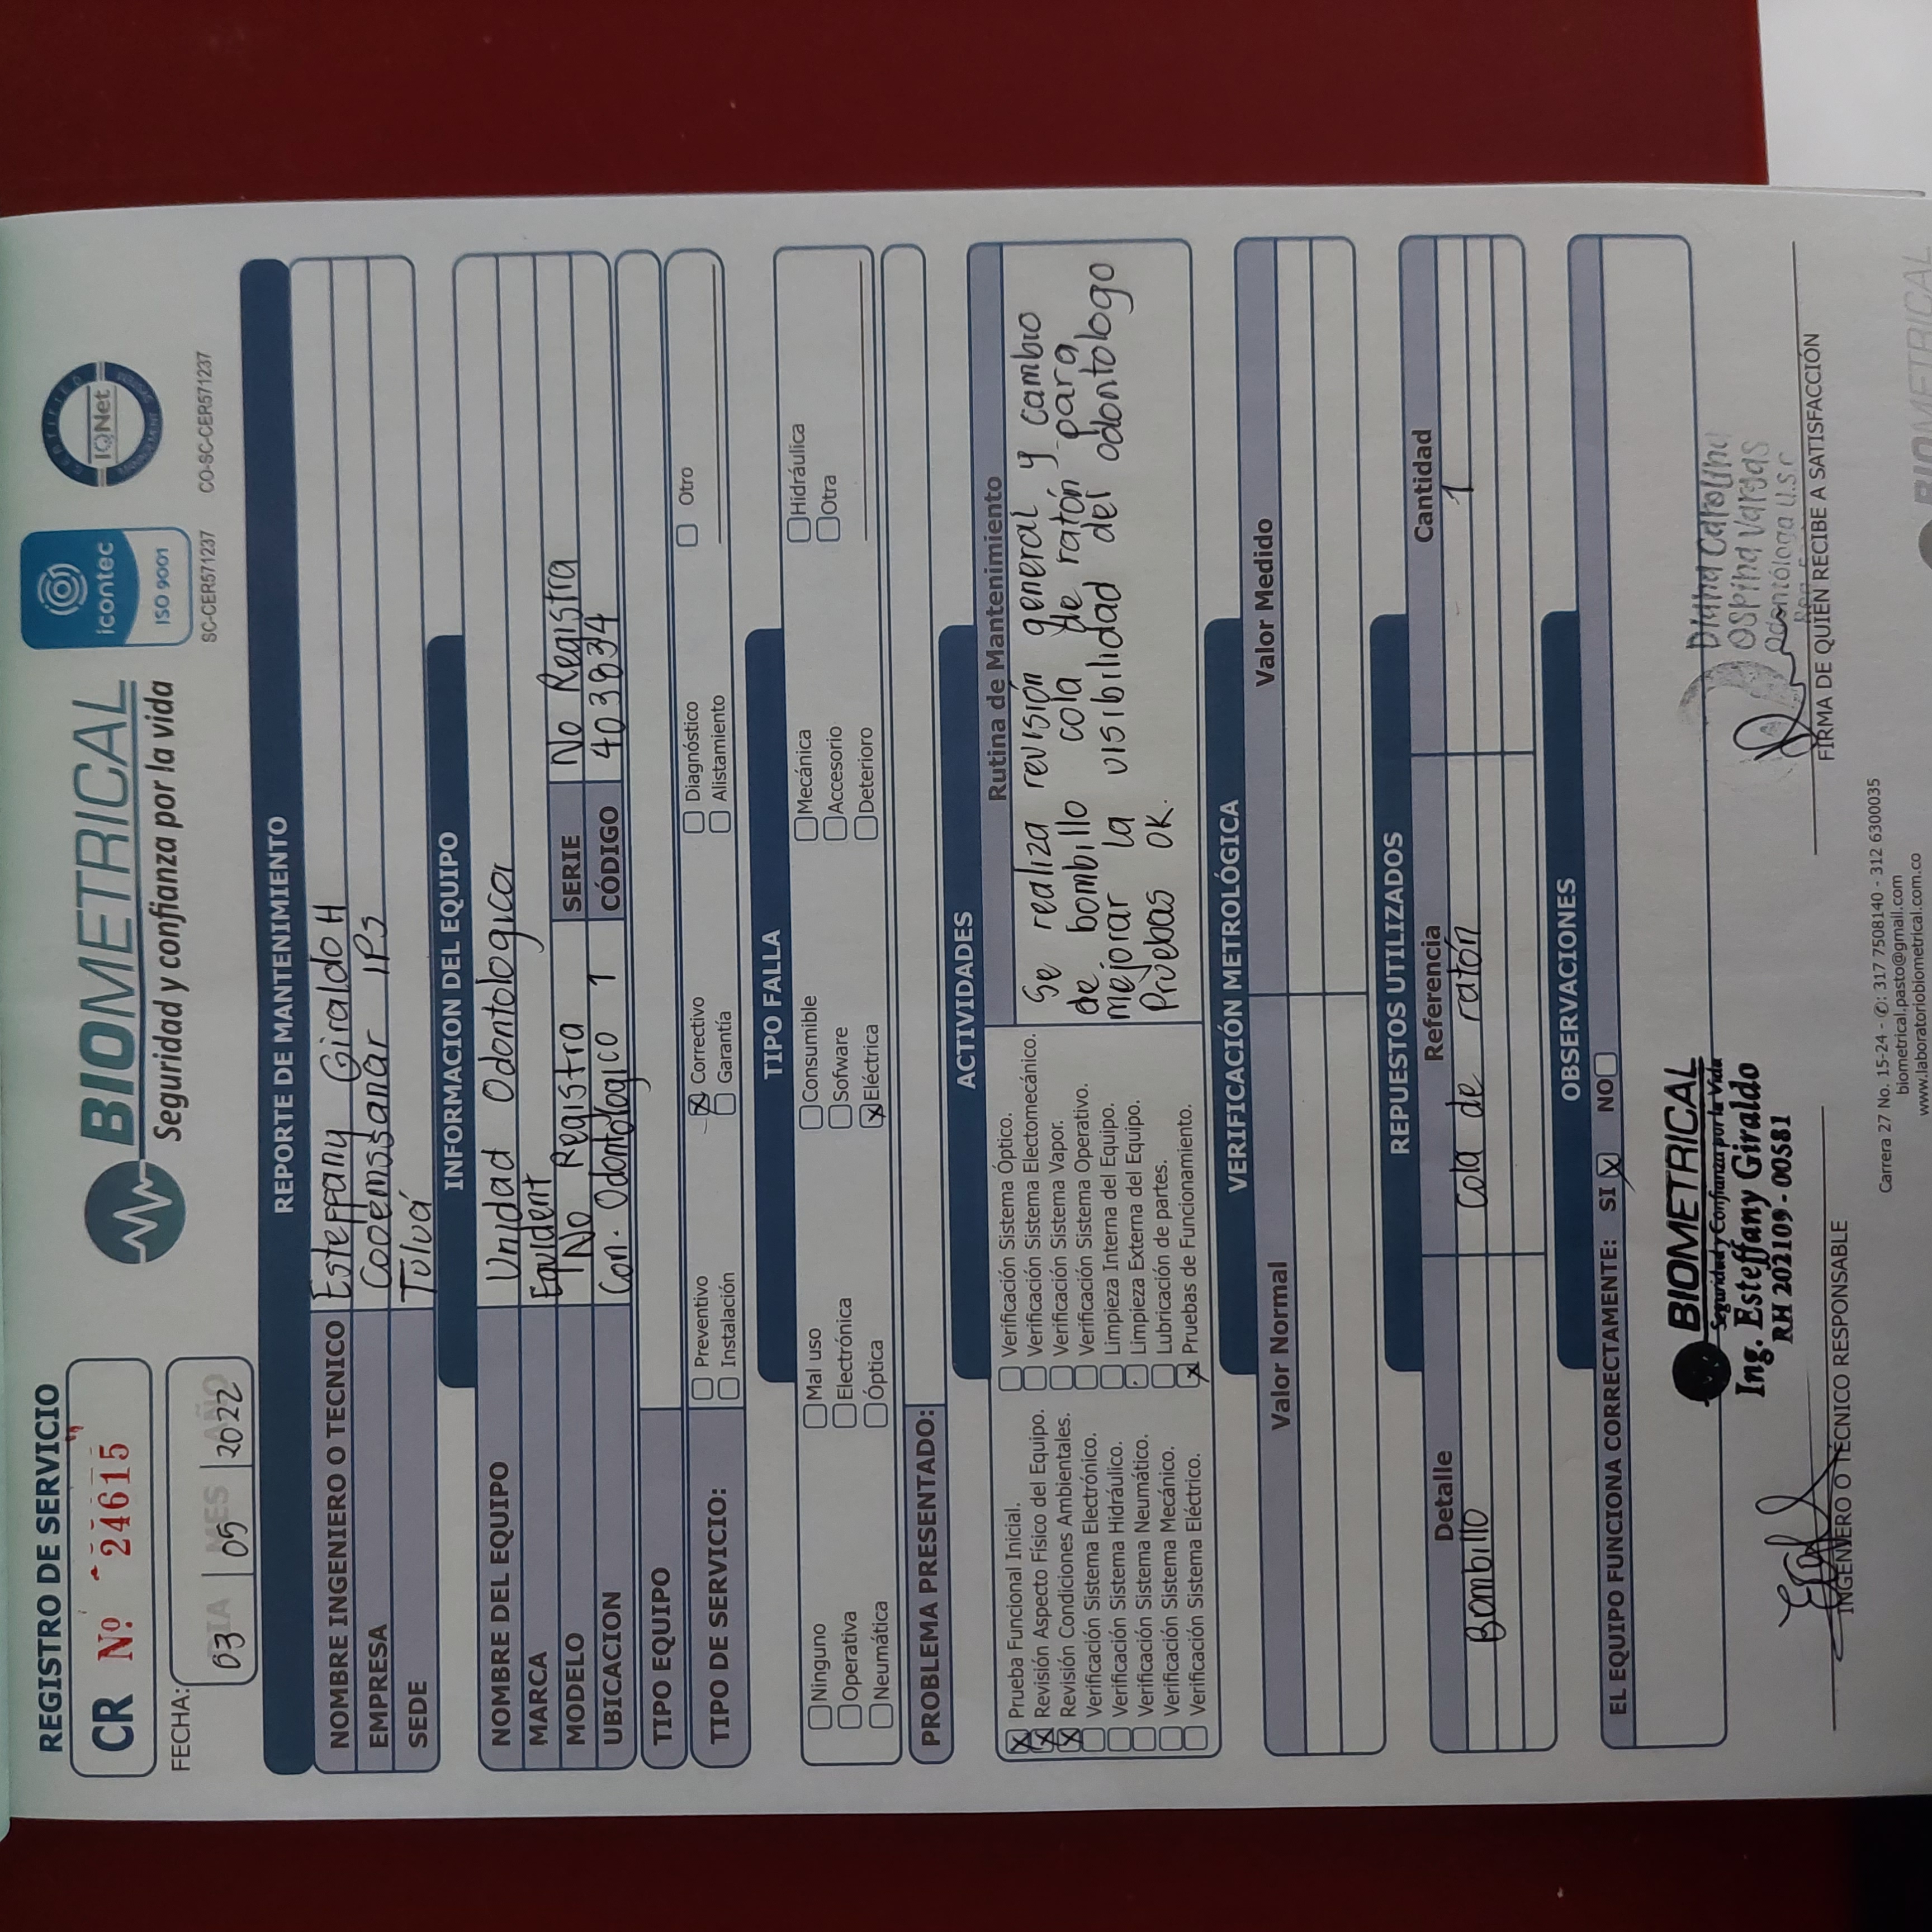 REGISTRO DE SERVICIO
CR Nº 24615
BIOMETRICAL
Seguridad y confianza por la vida
icontec
ISO 9001
SC-CER571237
CERTIFIED
IQNet
MANAGEMENT SYSTEM
CO-SC-CER571237
FECHA:
DIA MES AÑO
03 05 2022
REPORTE DE MANTENIMIENTO
NOMBRE INGENIERO O TECNICO Esteffany Giraldo H
EMPRESA Cooemssanar IPS
SEDE Tuluá
INFORMACION DEL EQUIPO
NOMBRE DEL EQUIPO Unidad Odontologica
MARCA Equident
MODELO No Registra SERIE No Registra
UBICACION Con. Odontologico 1 CÓDIGO 403834
TIPO EQUIPO
TIPO DE SERVICIO:
Preventivo Correctivo Diagnóstico Otro
Instalación Garantía Alistamiento
TIPO FALLA
Ninguno Mal uso Consumible Mecánica Hidráulica
Operativa Electrónica Sofware Accesorio Otra
Neumática Óptica Eléctrica Deterioro
PROBLEMA PRESENTADO:
ACTIVIDADES
Prueba Funcional Inicial.
Revisión Aspecto Físico del Equipo.
Revisión Condiciones Ambientales.
Verificación Sistema Electrónico.
Verificación Sistema Hidráulico.
Verificación Sistema Neumático.
Verificación Sistema Mecánico.
Verificación Sistema Eléctrico.
Verificación Sistema Óptico.
Verificación Sistema Electomecánico.
Verificación Sistema Vapor.
Verificación Sistema Operativo.
Limpieza Interna del Equipo.
Limpieza Externa del Equipo.
Lubricación de partes.
Pruebas de Funcionamiento.
Rutina de Mantenimiento
Se realiza revisión general y cambio
de bombillo cola de ratón para
mejorar la visibilidad del odontologo
Pruebas OK.
VERIFICACIÓN METROLÓGICA
Valor Normal Valor Medido
REPUESTOS UTILIZADOS
Detalle Referencia Cantidad
Bombillo cola de ratón 1
OBSERVACIONES
EL EQUIPO FUNCIONA CORRECTAMENTE: SI NO
BIOMETRICAL
Seguridad y Confianza por la Vida
Ing. Esteffany Giraldo
RH 202109 - 00581
INGENIERO O TÉCNICO RESPONSABLE
Diana Carolina
Ospina Vargas
Odontóloga U.S.C
FIRMA DE QUIEN RECIBE A SATISFACCIÓN
Carrera 27 No. 15-24 - ✆: 317 7508140 - 312 6300035
biometrical.pasto@gmail.com
www.laboratoriobiometrical.com.co
BIOMETRICAL